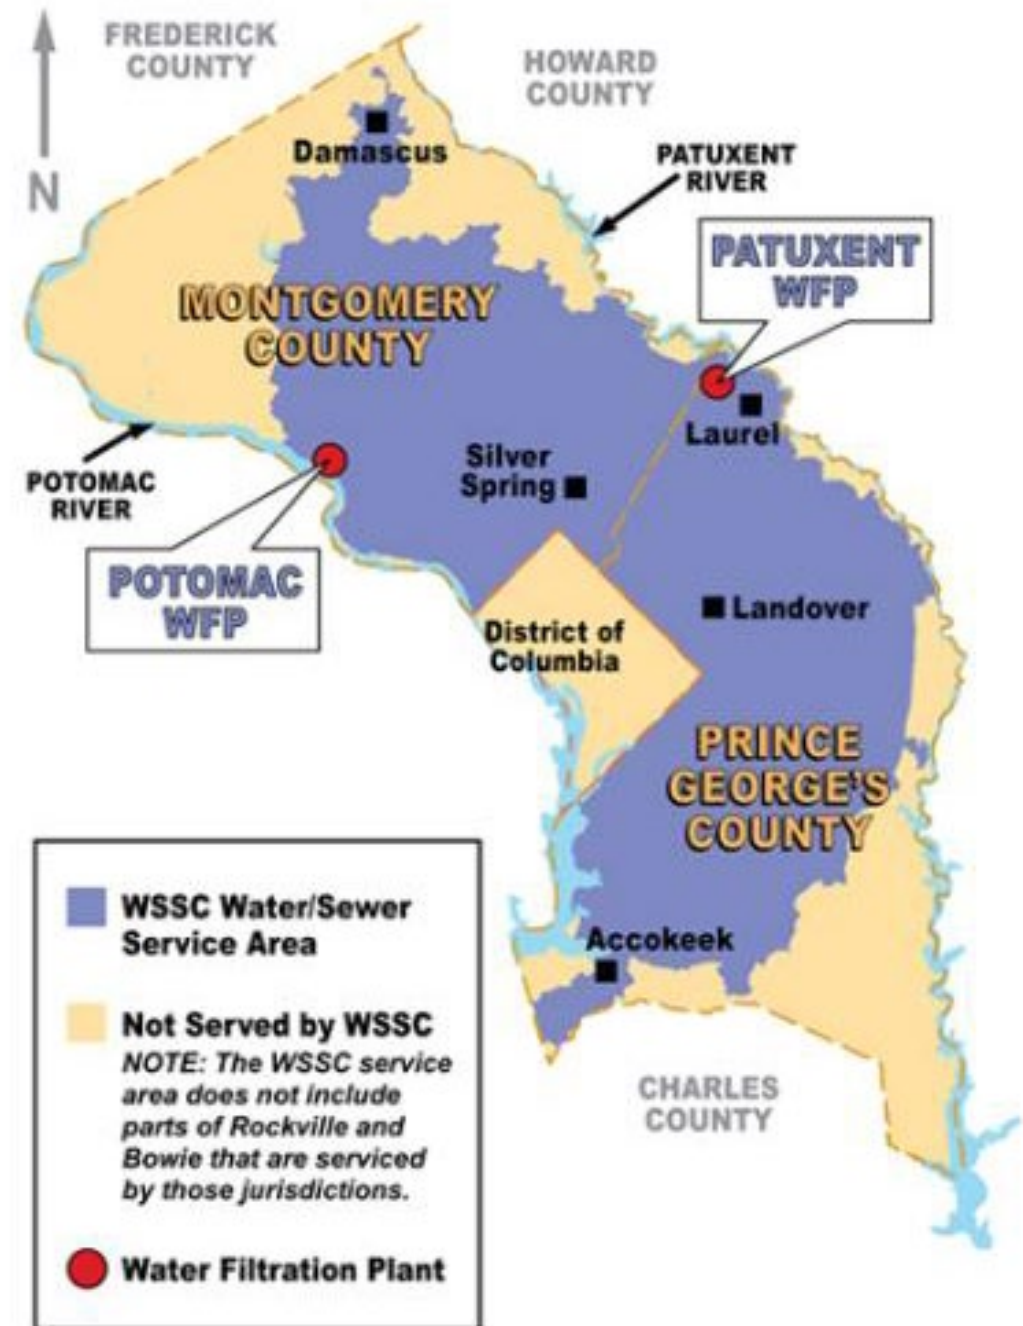 FREDERICK
COUNTY
HOWARD
COUNTY
N
Damascus
PATUXENT
RIVER
PATUXENT
WFP
MONTGOMERY
COUNTY
Laurel
Silver
Spring
POTOMAC
RIVER
POTOMAC
WFP
Landover
District of
Columbia
PRINCE
GEORGE'S
COUNTY
Accokeek
CHARLES
COUNTY
WSSC Water/Sewer
Service Area
Not Served by WSSC
NOTE: The WSSC service
area does not include
parts of Rockville and
Bowie that are serviced
by those jurisdictions.
Water Filtration Plant